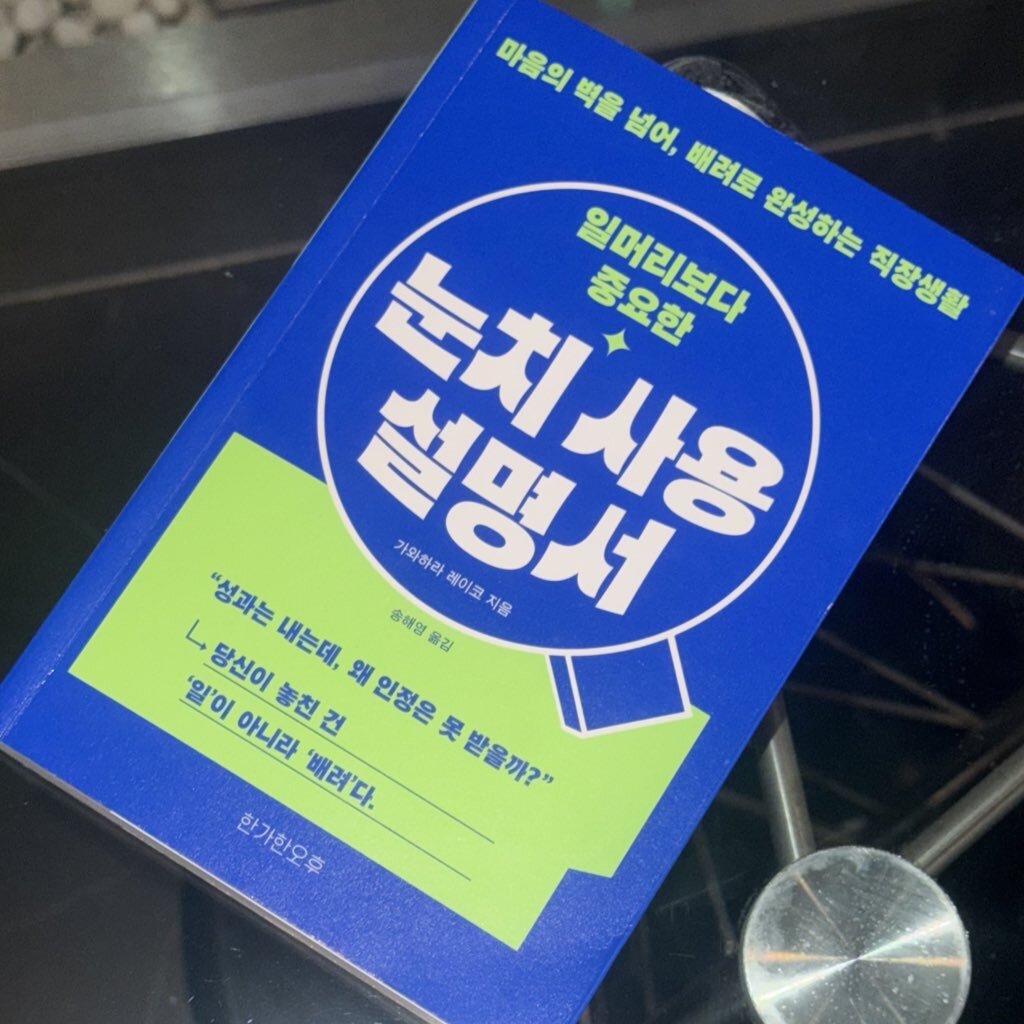 마음의 벽을 넘어, 배려로 완성하는 직장생활
일머리보다
중요한
눈치 사용
설명서
가와하라 레이코 지음
송해영 옮김
“성과는 내는데, 왜 인정은 못 받을까?”
당신이 놓친 건
‘일’이 아니라 ‘배려’다.
한가한오후